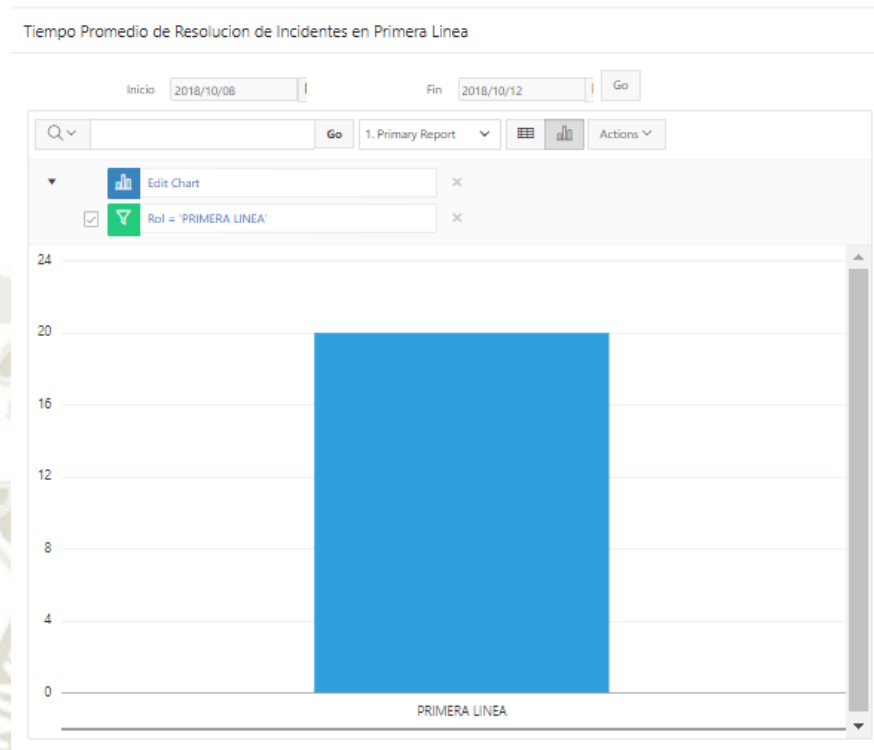 Tiempo Promedio de Resolucion de Incidentes en Primera Linea
Inicio 2018/10/08 Fin 2018/10/12 Go
Go 1. Primary Report Actions
Edit Chart
Rol = 'PRIMERA LINEA'
24
20
16
12
8
4
0
PRIMERA LINEA